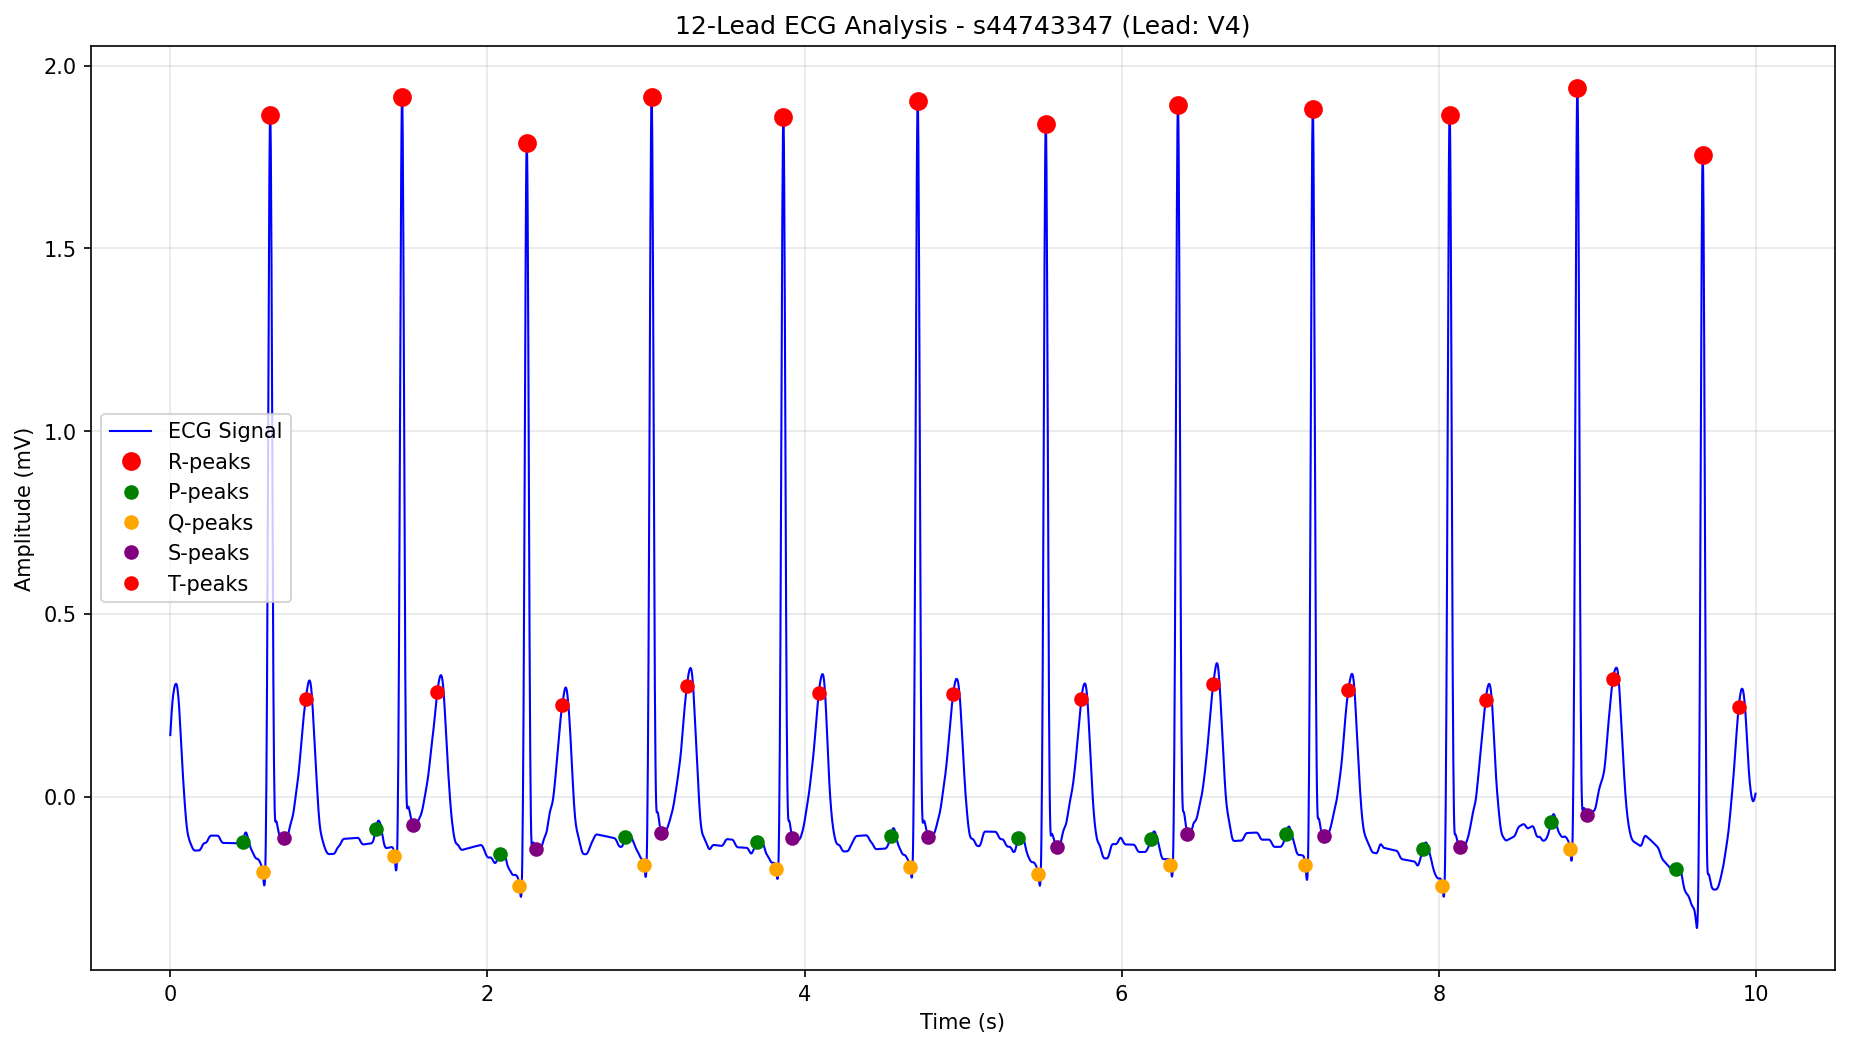 12-Lead ECG Analysis - s44743347 (Lead: V4)
2.0
1.5
1.0
0.5
0.0
Amplitude (mV)
ECG Signal
R-peaks
P-peaks
Q-peaks
S-peaks
T-peaks
0 2 4 6 8 10
Time (s)